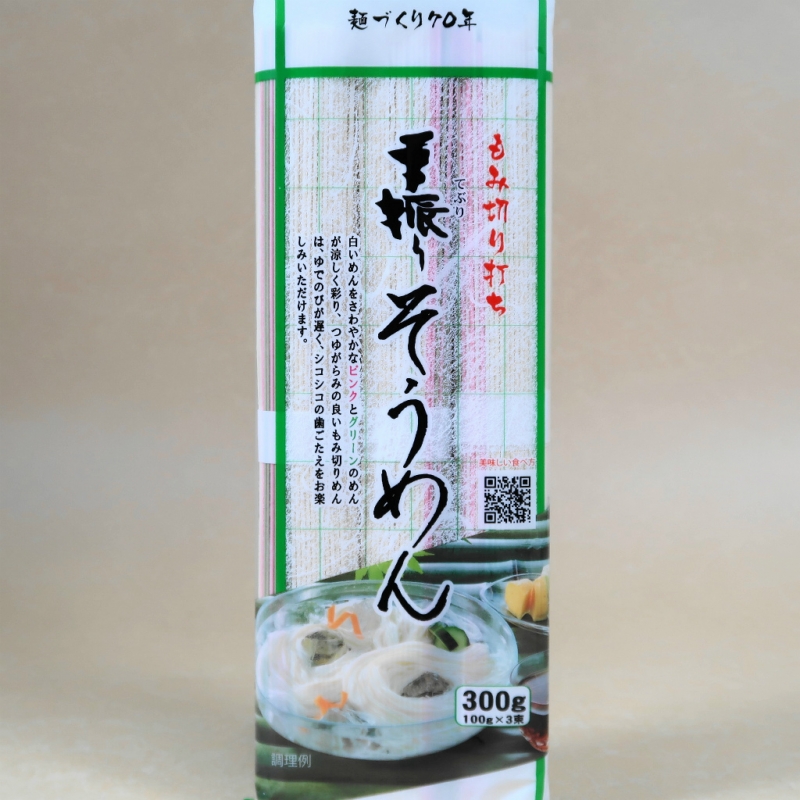 麺づくり70年
もみ切り打ち
手振り
てぶり
そうめん
白いめんをさわやかなピンクとグリーンのめん
が涼しく彩り、つゆがらみの良いもみ切りめん
は、ゆでのびが遅く、シコシコの歯ごたえをお楽
しみいただけます。
美味しい食べ方
300g
100g×3束
調理例